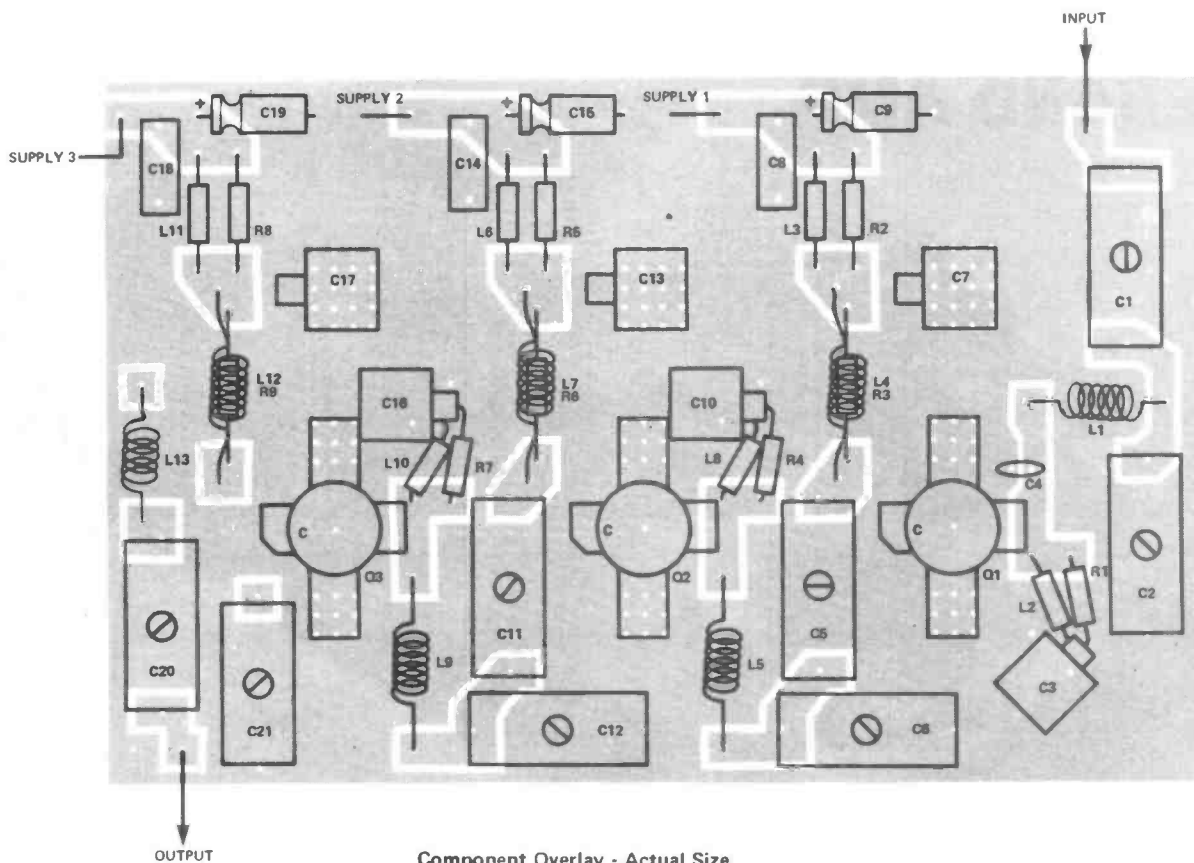 INPUT
+
C19
SUPPLY 2
+
C15
SUPPLY 1
+
C9
SUPPLY 3
C18
C14
C8
L11
R8
L6
R5
L3
R2
C17
C13
C7
C1
L12
R9
L7
R6
L4
R3
C16
C10
L1
L13
L10
R7
L8
R4
C4
C
C
C
Q3
Q2
Q1
C2
L2
R1
C20
C11
C5
L9
L5
C3
C21
C12
C6
OUTPUT
Component Overlay - Actual Size